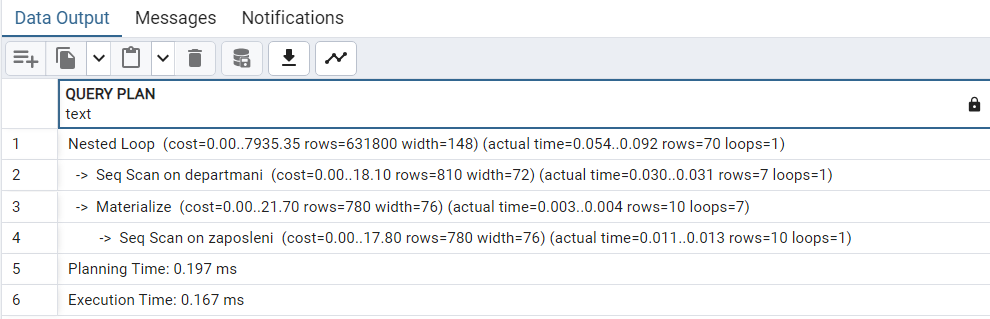 Data Output Messages Notifications
QUERY PLAN
text
1 Nested Loop (cost=0.00..7935.35 rows=631800 width=148) (actual time=0.054..0.092 rows=70 loops=1)
2 -> Seq Scan on departmani (cost=0.00..18.10 rows=810 width=72) (actual time=0.030..0.031 rows=7 loops=1)
3 -> Materialize (cost=0.00..21.70 rows=780 width=76) (actual time=0.003..0.004 rows=10 loops=7)
4 -> Seq Scan on zaposleni (cost=0.00..17.80 rows=780 width=76) (actual time=0.011..0.013 rows=10 loops=1)
5 Planning Time: 0.197 ms
6 Execution Time: 0.167 ms